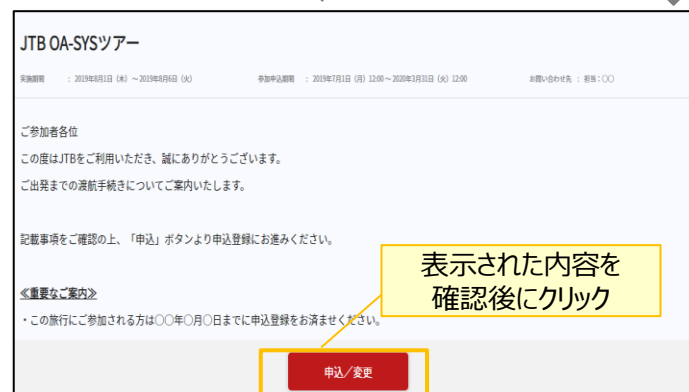 JTB OA-SYSツアー
実施期間 : 2019年8月1日 (木) ～2019年8月6日 (火) 参加申込期間 : 2019年7月1日 (月) 12:00～2020年3月31日 (火) 12:00 お問い合わせ先 : 担当:〇〇
ご参加者各位
この度はJTBをご利用いただき、誠にありがとうございます。
ご出発までの渡航手続きについてご案内いたします。
記載事項をご確認の上、「申込」ボタンより申込登録にお進みください。
表示された内容を
確認後にクリック
≪重要なご案内≫
・この旅行にご参加される方は〇〇年〇月〇日までに申込登録をお済ませください。
申込／変更